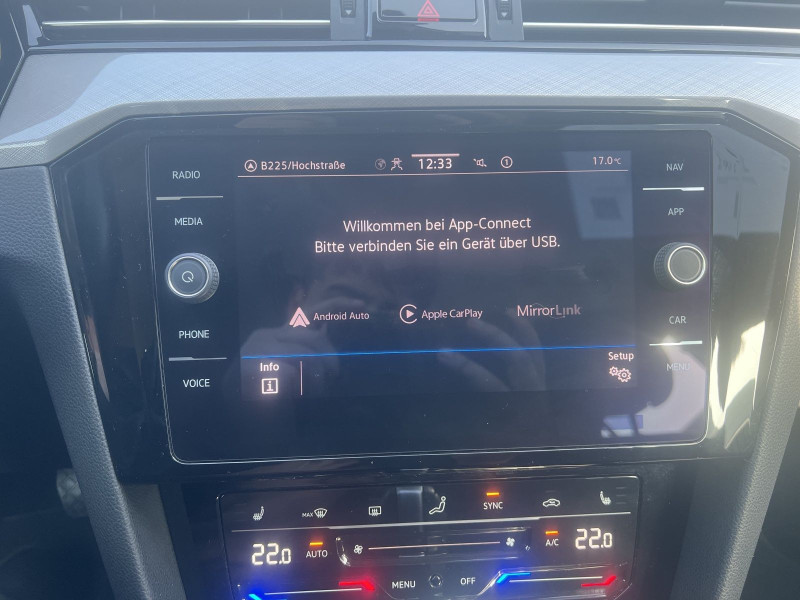 RADIO
MEDIA
PHONE
VOICE
B225/Hochstraße
12:33
1
17.0°C
Willkommen bei App-Connect
Bitte verbinden Sie ein Gerät über USB.
Android Auto
Apple CarPlay
MirrorLink
Info
Setup
NAV
APP
CAR
MENU
MAX
SYNC
22.0
AUTO
A/C
22.0
MENU
OFF